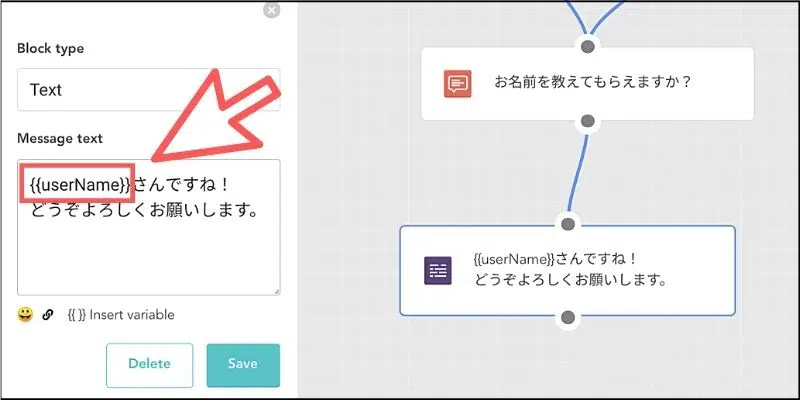 Block type
Text
Message text
{{userName}}さんですね！
どうぞよろしくお願いします。
{{ }} Insert variable
Delete
Save
お名前を教えてもらえますか？
{{userName}}さんですね！
どうぞよろしくお願いします。